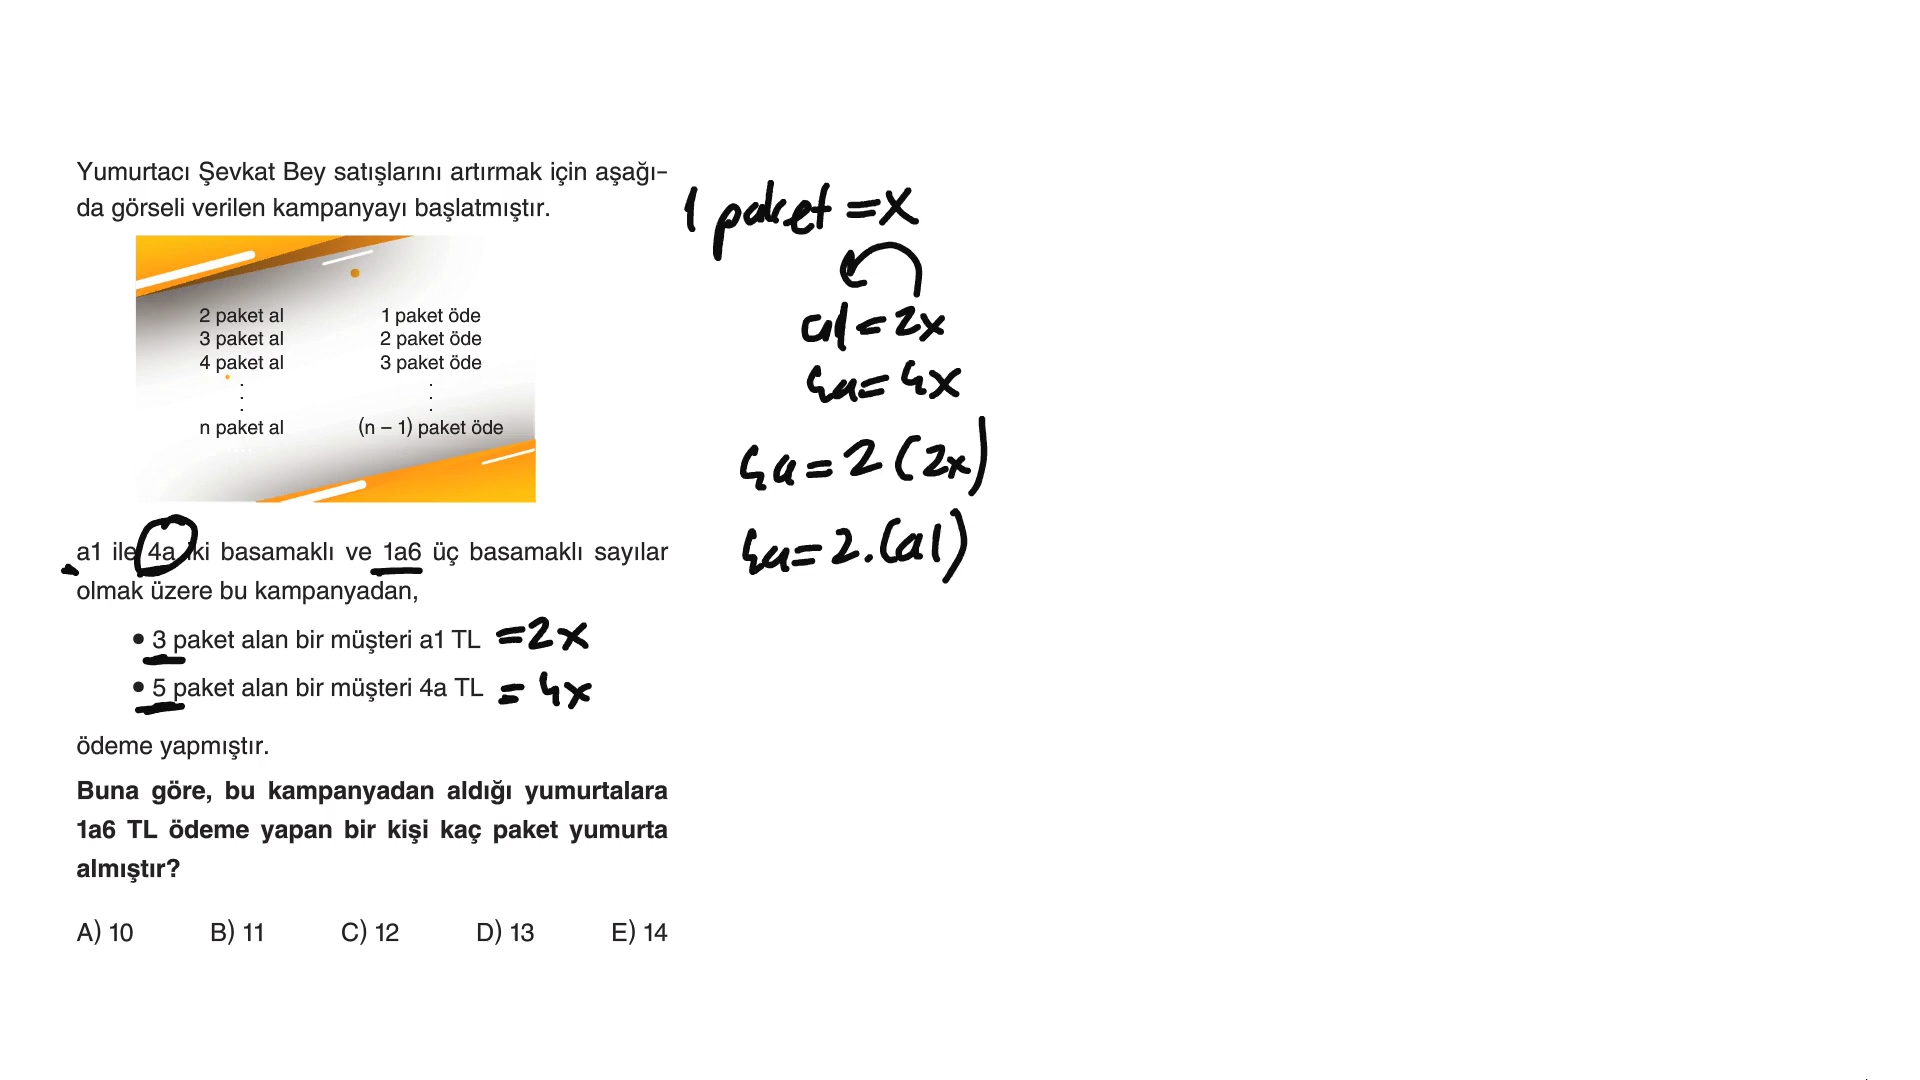 Yumurtacı Şevkat Bey satışlarını artırmak için aşağı-
da görseli verilen kampanyayı başlatmıştır.
2 paket al 1 paket öde
3 paket al 2 paket öde
4 paket al 3 paket öde
n paket al (n – 1) paket öde
a1 ile 4a iki basamaklı ve 1a6 üç basamaklı sayılar
olmak üzere bu kampanyadan,
• 3 paket alan bir müşteri a1 TL =2x
• 5 paket alan bir müşteri 4a TL = 4x
ödeme yapmıştır.
Buna göre, bu kampanyadan aldığı yumurtalara
1a6 TL ödeme yapan bir kişi kaç paket yumurta
almıştır?
A) 10 B) 11 C) 12 D) 13 E) 14
1 paket =x
a1 = 2x
4a = 4x
4a = 2 (2x)
4a = 2.(a1)